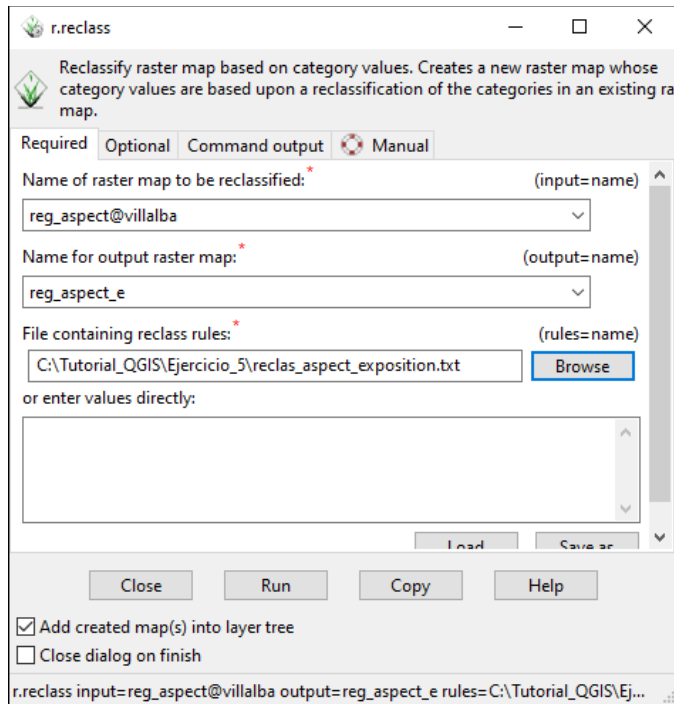 r.reclass
Reclassify raster map based on category values. Creates a new raster map whose
category values are based upon a reclassification of the categories in an existing ra
map.
Required Optional Command output Manual
Name of raster map to be reclassified:* (input=name)
reg_aspect@villalba
Name for output raster map:* (output=name)
reg_aspect_e
File containing reclass rules:* (rules=name)
C:\Tutorial_QGIS\Ejercicio_5\reclas_aspect_exposition.txt Browse
or enter values directly:
Load Save as
Close Run Copy Help
Add created map(s) into layer tree
Close dialog on finish
r.reclass input=reg_aspect@villalba output=reg_aspect_e rules=C:\Tutorial_QGIS\Ej...